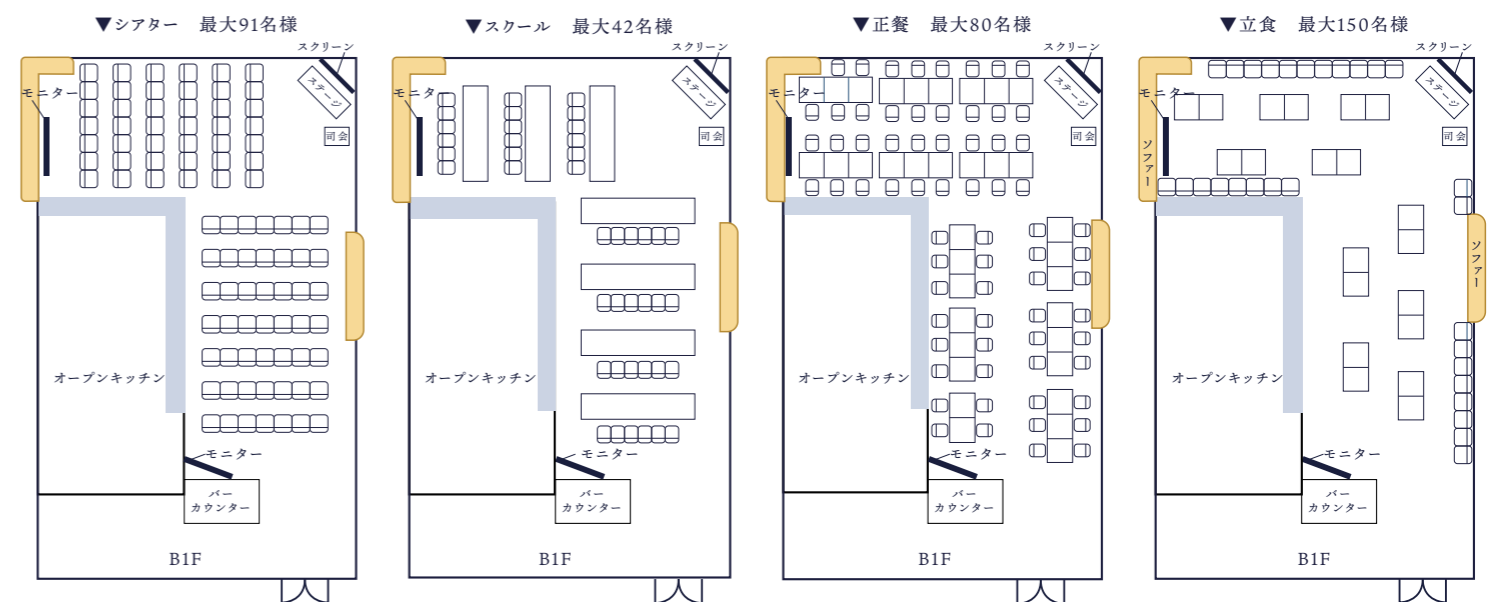 ▼シアター　最大91名様
スクリーン
ステージ
モニター
司会
オープンキッチン
モニター
バー
カウンター
B1F
▼スクール　最大42名様
スクリーン
ステージ
モニター
司会
オープンキッチン
モニター
バー
カウンター
B1F
▼正餐　最大80名様
スクリーン
ステージ
モニター
司会
オープンキッチン
モニター
バー
カウンター
B1F
▼立食　最大150名様
スクリーン
ステージ
モニター
司会
ソファー
ソファー
オープンキッチン
モニター
バー
カウンター
B1F